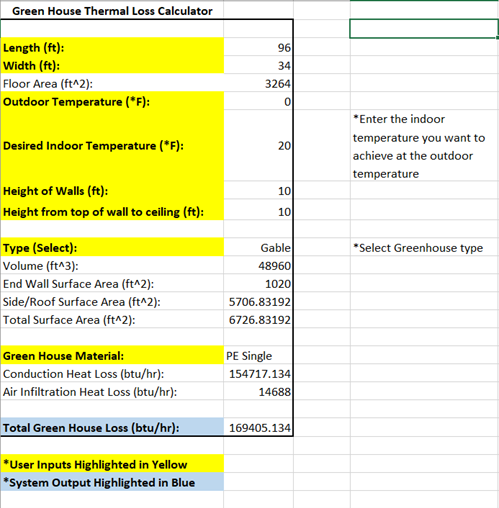 Green House Thermal Loss Calculator
Length (ft): 96
Width (ft): 34
Floor Area (ft^2): 3264
Outdoor Temperature (*F): 0
Desired Indoor Temperature (*F): 20
*Enter the indoor
temperature you want to
achieve at the outdoor
temperature
Height of Walls (ft): 10
Height from top of wall to ceiling (ft): 10
Type (Select): Gable *Select Greenhouse type
Volume (ft^3): 48960
End Wall Surface Area (ft^2): 1020
Side/Roof Surface Area (ft^2): 5706.83192
Total Surface Area (ft^2): 6726.83192
Green House Material: PE Single
Conduction Heat Loss (btu/hr): 154717.134
Air Infiltration Heat Loss (btu/hr): 14688
Total Green House Loss (btu/hr): 169405.134
*User Inputs Highlighted in Yellow
*System Output Highlighted in Blue